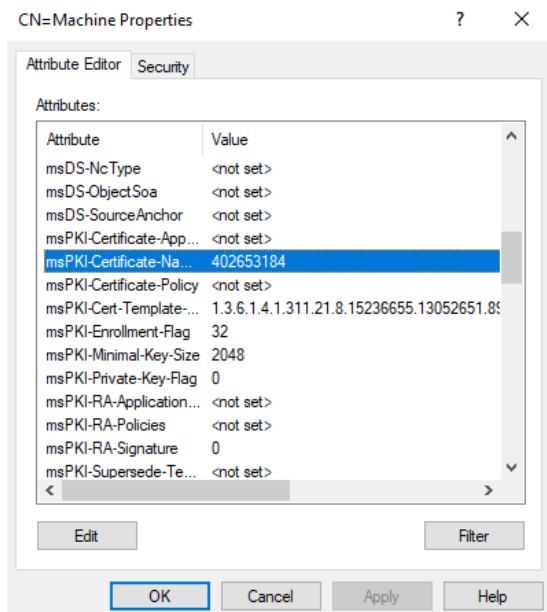 CN=Machine Properties ? ×
Attribute Editor Security
Attributes:
Attribute Value
msDS-NcType <not set>
msDS-ObjectSoa <not set>
msDS-SourceAnchor <not set>
msPKI-Certificate-App... <not set>
msPKI-Certificate-Na... 402653184
msPKI-Certificate-Policy <not set>
msPKI-Cert-Template-... 1.3.6.1.4.1.311.21.8.15236655.13052651.89
msPKI-Enrollment-Flag 32
msPKI-Minimal-Key-Size 2048
msPKI-Private-Key-Flag 0
msPKI-RA-Application... <not set>
msPKI-RA-Policies <not set>
msPKI-RA-Signature 0
msPKI-Supersede-Te... <not set>
Edit Filter
OK Cancel Apply Help